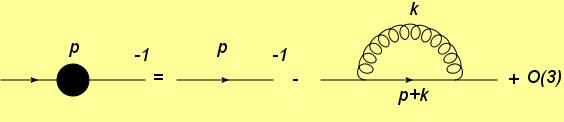 k
p -1 = p -1 - + O(3)
p+k